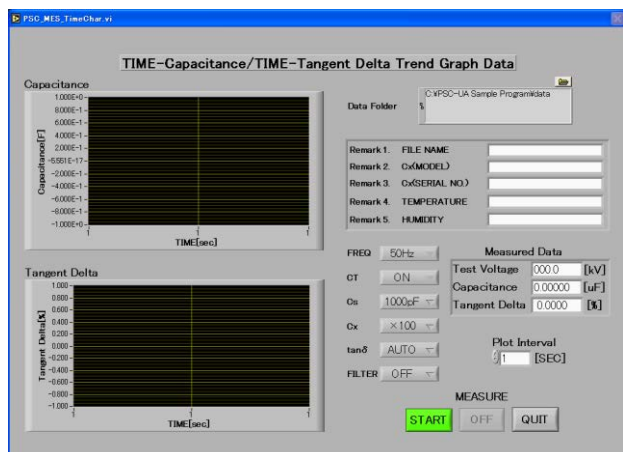 PSC_MES_TimeChar.vi
TIME-Capacitance/TIME-Tangent Delta Trend Graph Data
Capacitance
1.000E+0
8.000E-1
6.000E-1
4.000E-1
2.000E-1
-5.551E-17
-2.000E-1
-4.000E-1
-6.000E-1
-8.000E-1
-1.000E+0
Capacitance[F]
1
1
1
TIME[sec]
Data Folder
%
C:¥PSC-UA Sample Program¥data
Remark 1. FILE NAME
Remark 2. Cx(MODEL)
Remark 3. Cx(SERIAL NO.)
Remark 4. TEMPERATURE
Remark 5. HUMIDITY
Tangent Delta
1.000
0.800
0.600
0.400
0.200
0.000
-0.200
-0.400
-0.600
-0.800
-1.000
Tangent Delta[%]
1
1
1
TIME[sec]
FREQ 50Hz
CT ON
Cs 1000pF
Cx ×100
tanδ AUTO
FILTER OFF
Measured Data
Test Voltage 000.0 [kV]
Capacitance 0.00000 [uF]
Tangent Delta 0.0000 [%]
Plot Interval
1 [SEC]
MEASURE
START OFF QUIT